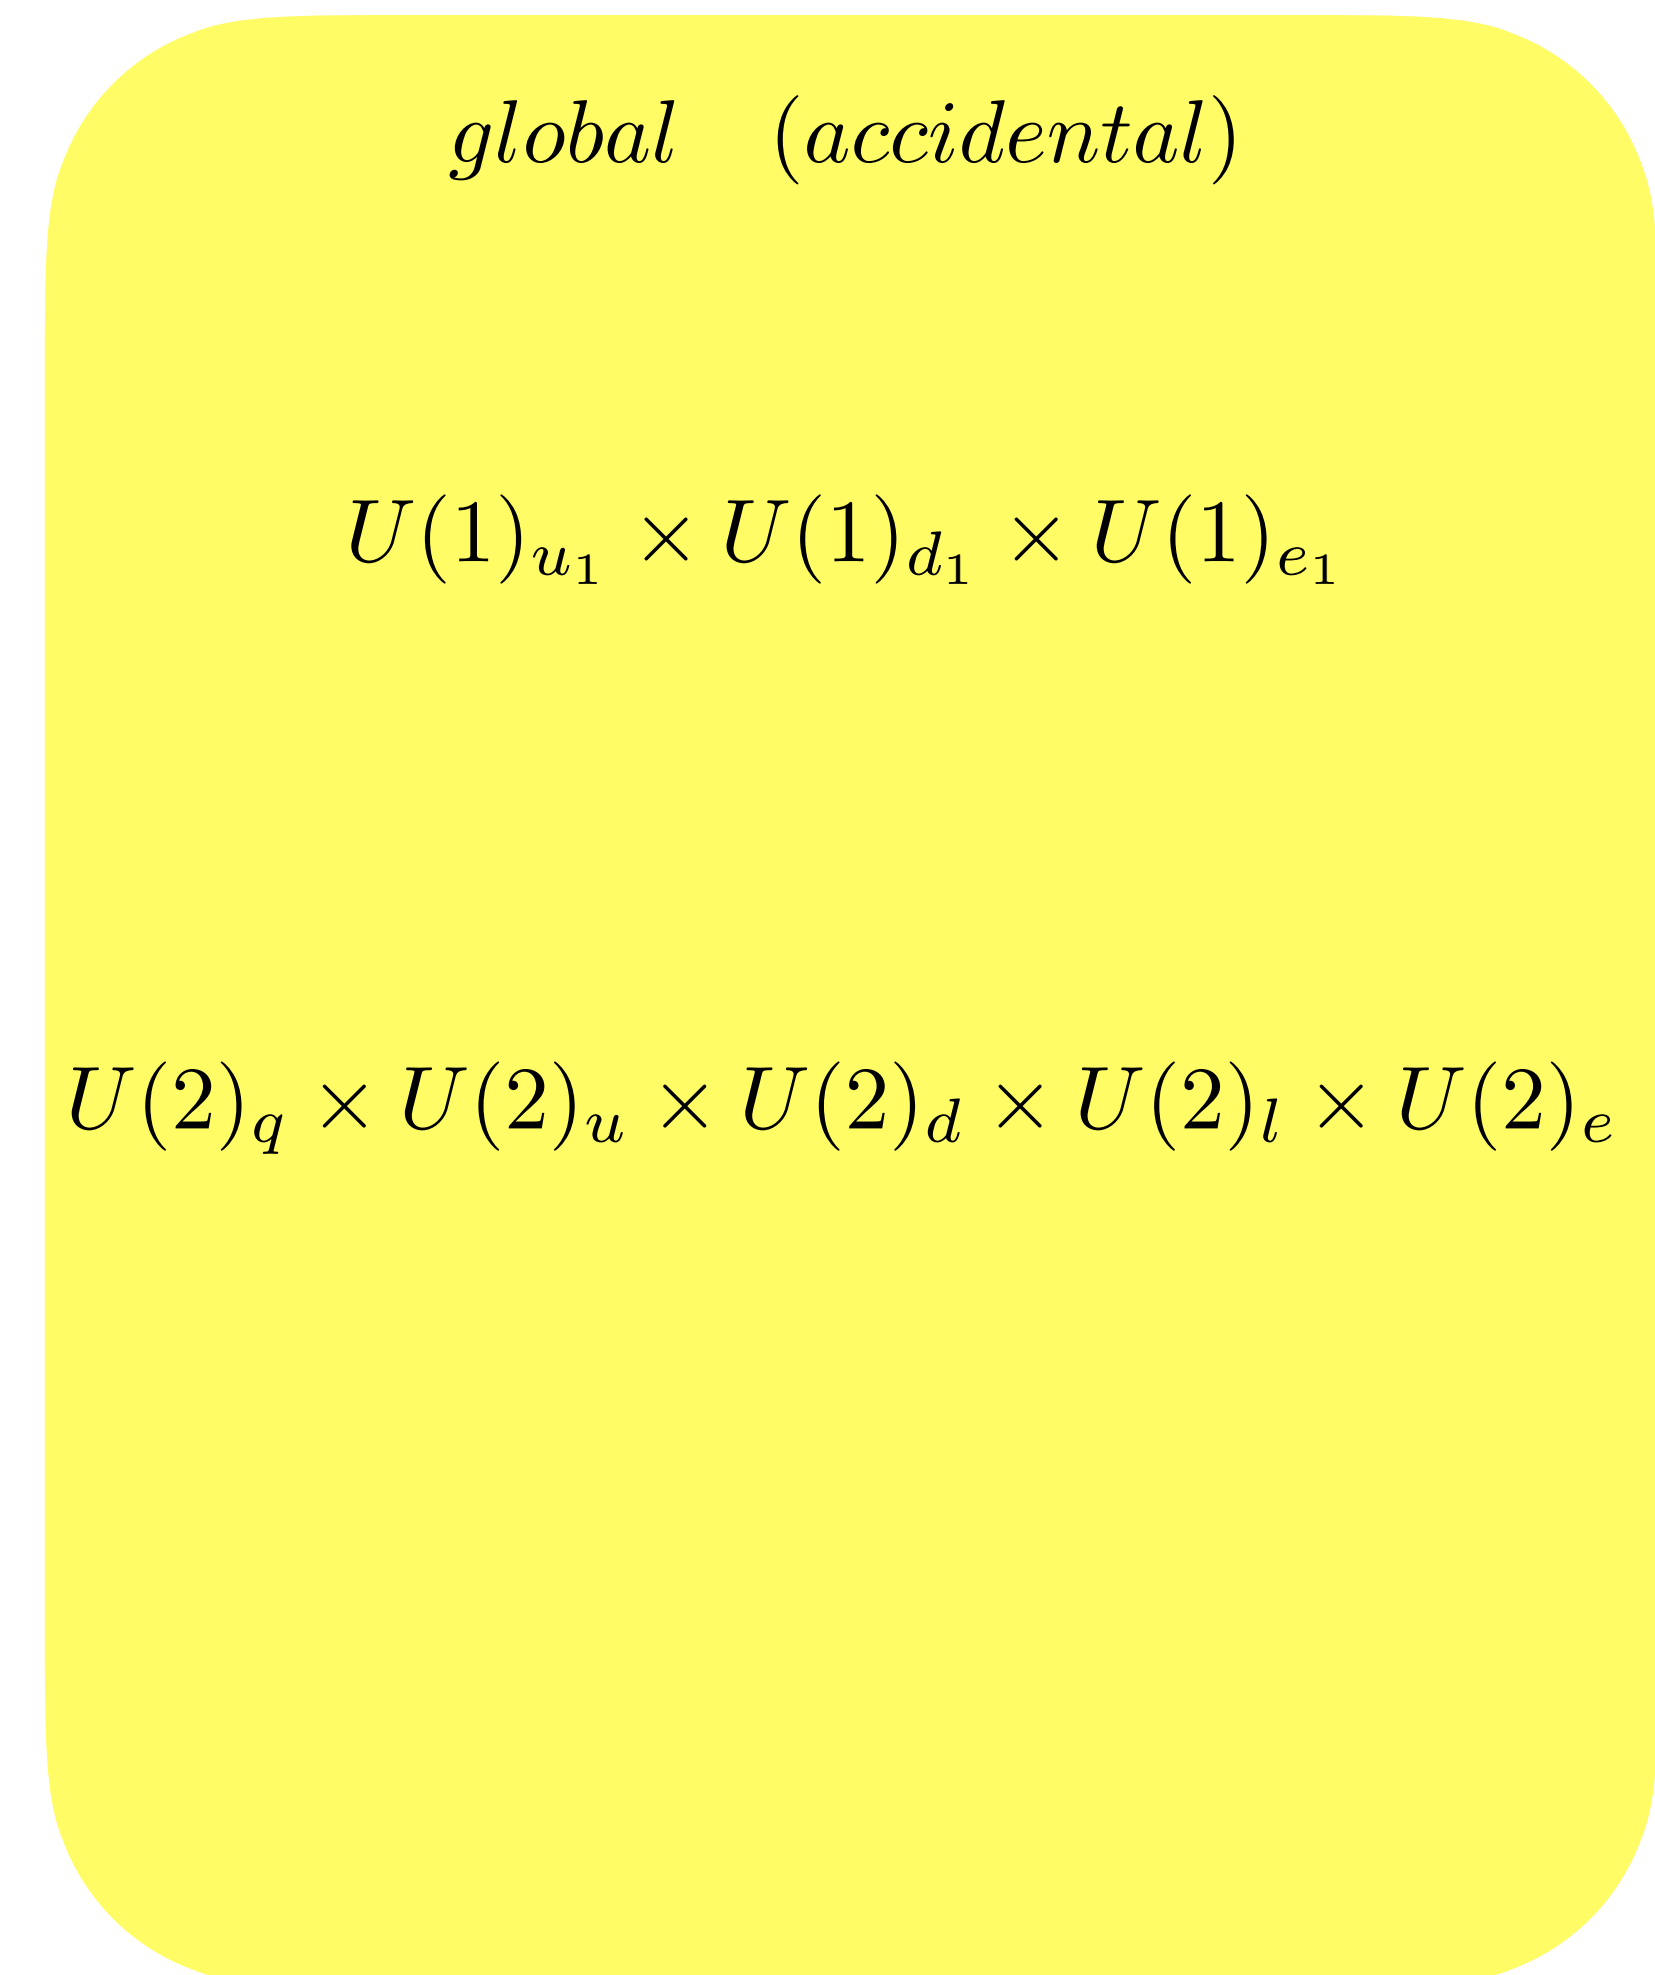 global (accidental)
U(1)_{u_1} × U(1)_{d_1} × U(1)_{e_1}
U(2)_q × U(2)_u × U(2)_d × U(2)_l × U(2)_e